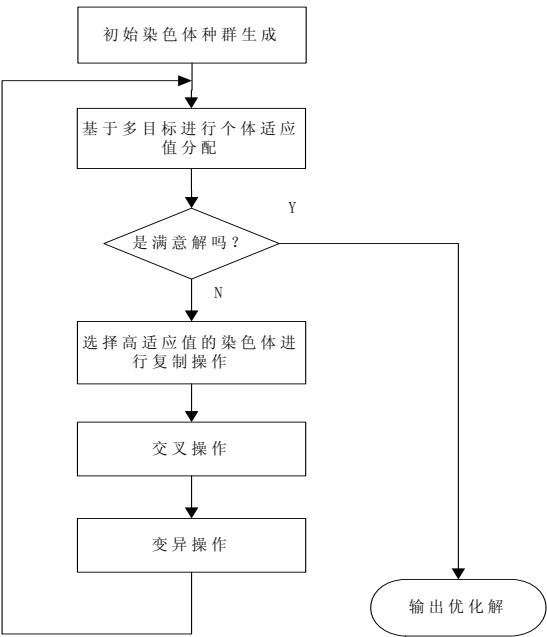 初始染色体种群生成
基于多目标进行个体适应
值分配
Y
是满意解吗?
N
选择高适应值的染色体进
行复制操作
交叉操作
变异操作
输出优化解